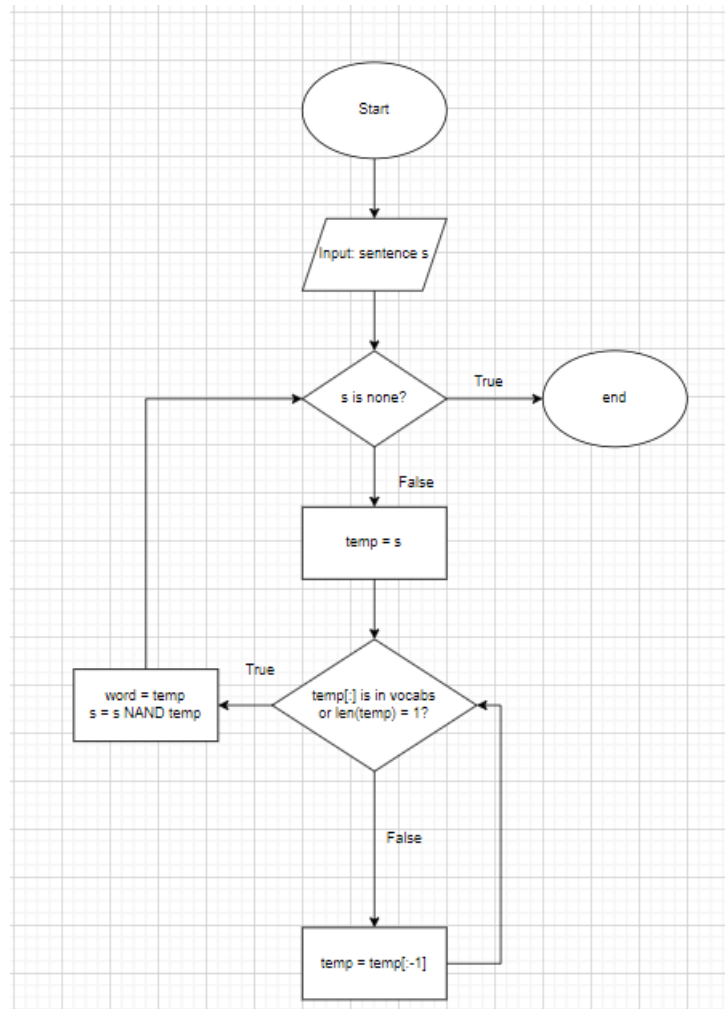 Start
Input: sentence s
s is none?
True
end
False
temp = s
True
word = temp
s = s NAND temp
temp[:] is in vocabs
or len(temp) = 1?
False
temp = temp[:-1]